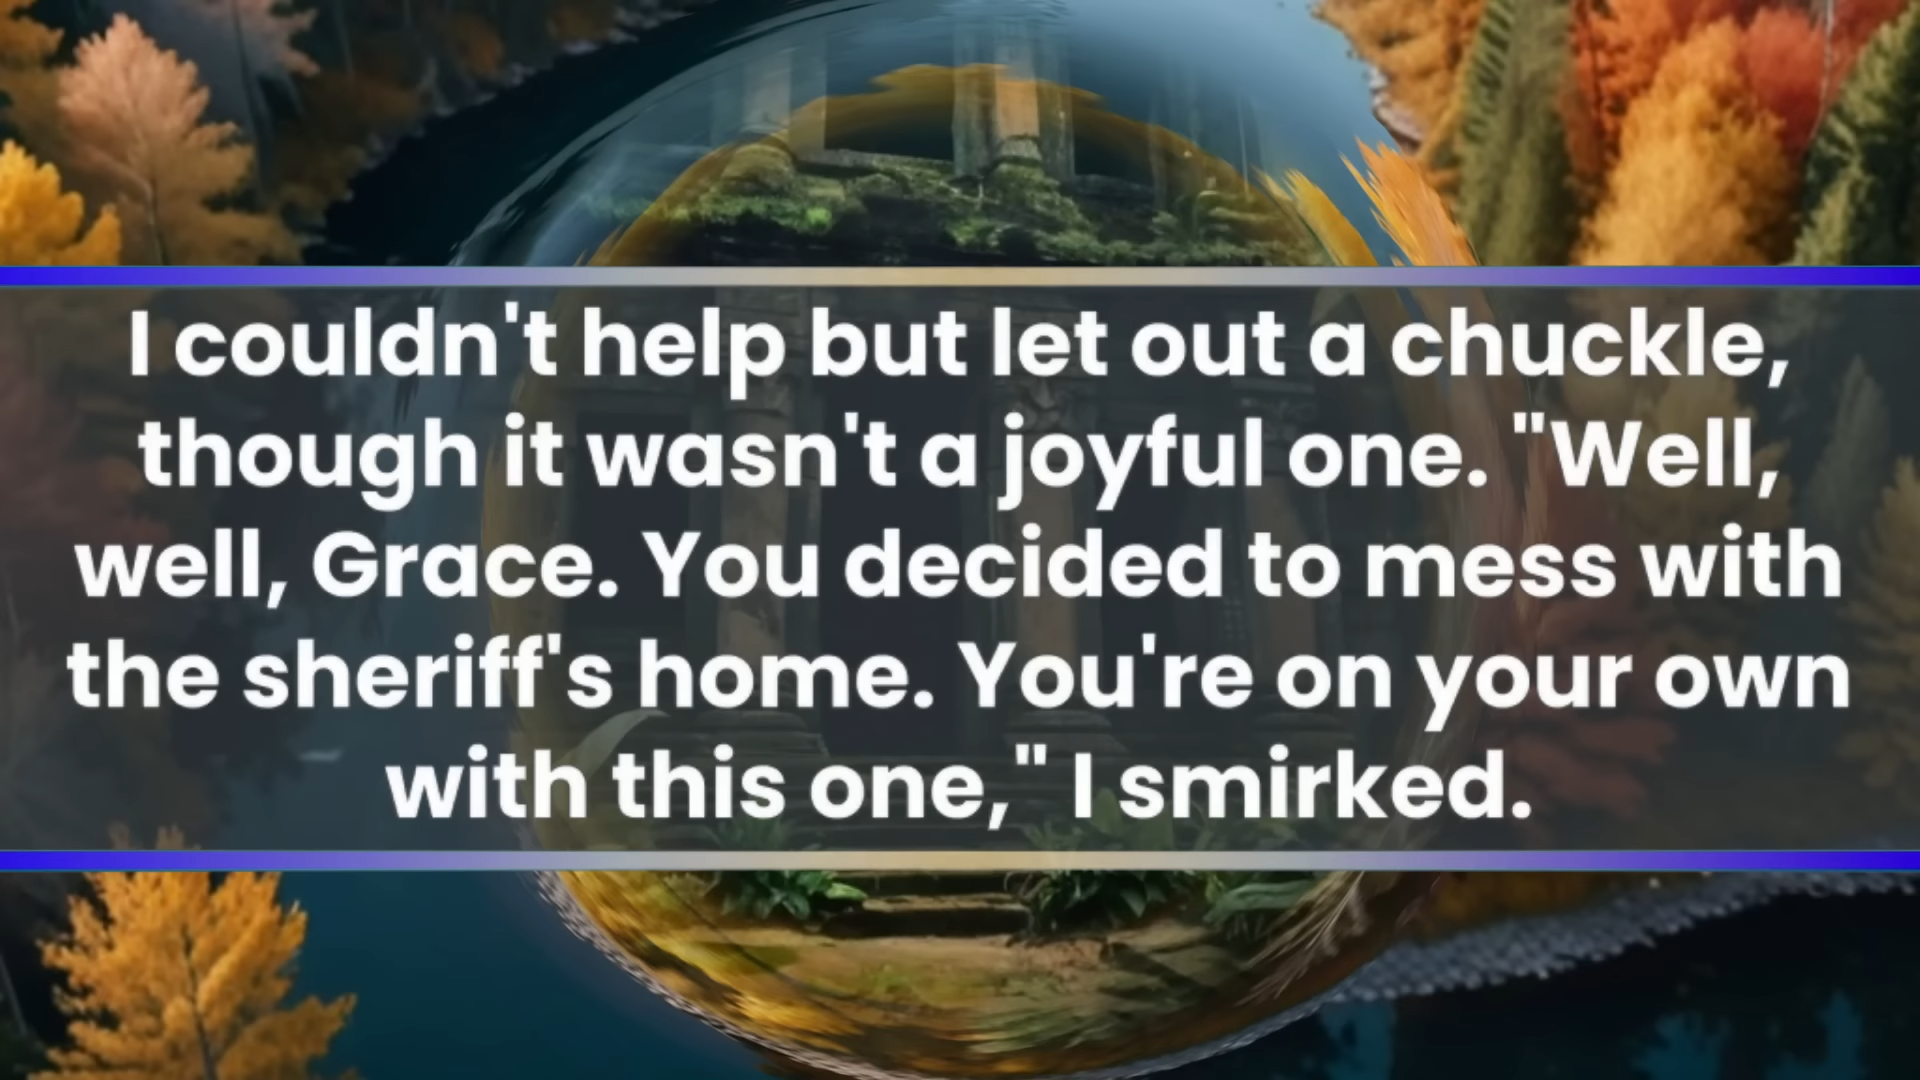 I couldn't help but let out a chuckle,
though it wasn't a joyful one. "Well,
well, Grace. You decided to mess with
the sheriff's home. You're on your own
with this one," I smirked.